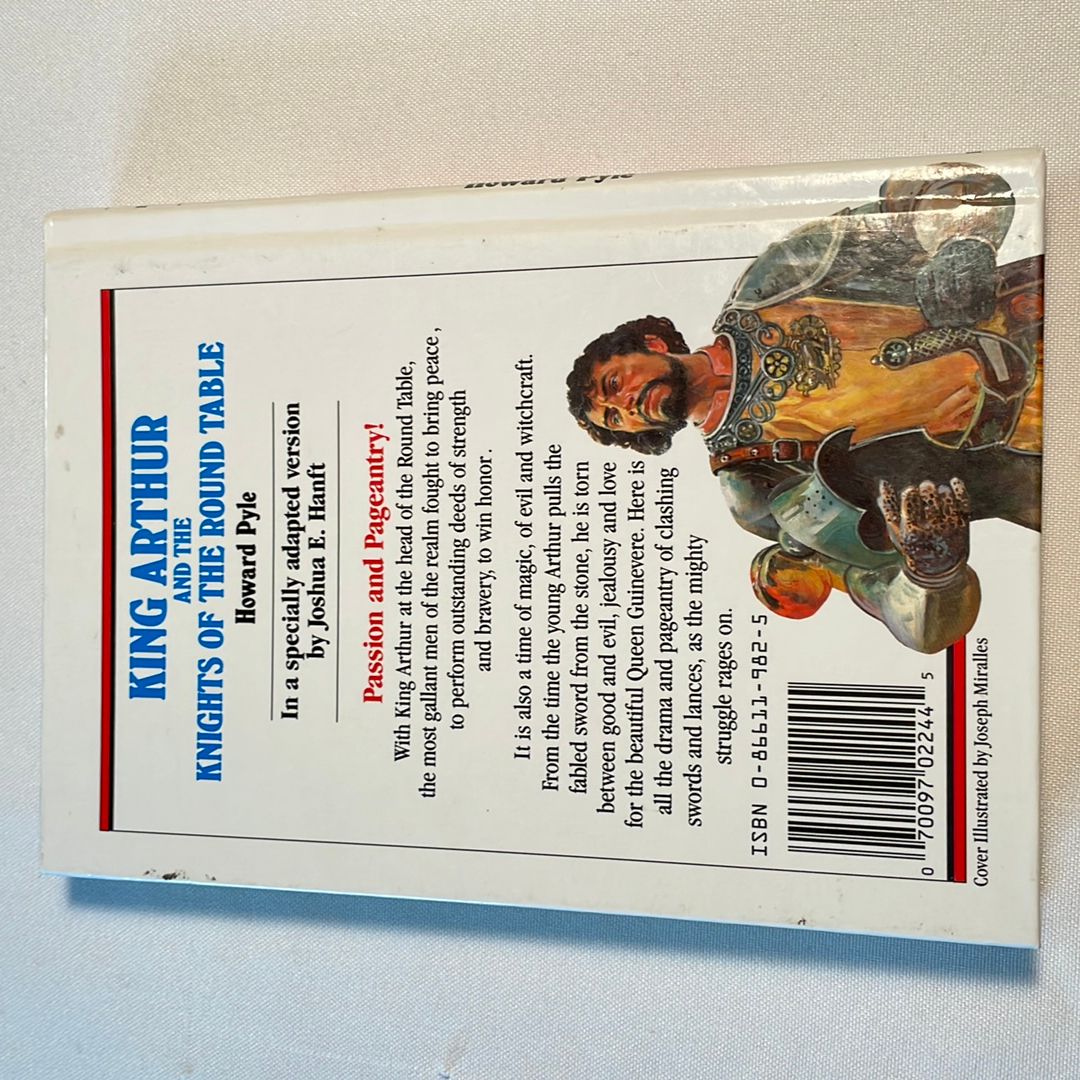 KING ARTHUR
AND THE
KNIGHTS OF THE ROUND TABLE
Howard Pyle
In a specially adapted version
by Joshua E. Hanft
Passion and Pageantry!
With King Arthur at the head of the Round Table,
the most gallant men of the realm fought to bring peace,
to perform outstanding deeds of strength
and bravery, to win honor.
It is also a time of magic, of evil and witchcraft.
From the time the young Arthur pulls the
fabled sword from the stone, he is torn
between good and evil, jealousy and love
for the beautiful Queen Guinevere. Here is
all the drama and pageantry of clashing
swords and lances, as the mighty
struggle rages on.
ISBN 0-86611-982-5
0 70097 02244 5
Cover Illustrated by Joseph Miralles
Howard Pyle